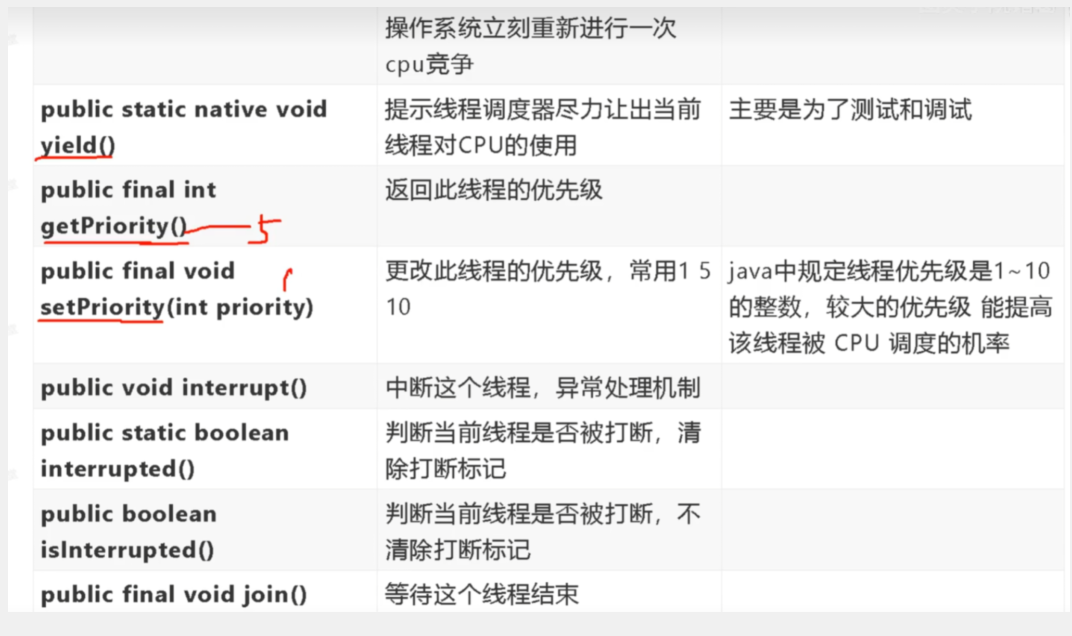 操作系统立刻重新进行一次
cpu竞争
public static native void
yield()
提示线程调度器尽力让出当前
线程对CPU的使用
主要是为了测试和调试
public final int
getPriority()
5
返回此线程的优先级
public final void
setPriority(int priority)
更改此线程的优先级，常用1 5
10
java中规定线程优先级是1~10
的整数，较大的优先级 能提高
该线程被 CPU 调度的机率
public void interrupt()
中断这个线程，异常处理机制
public static boolean
interrupted()
判断当前线程是否被打断，清
除打断标记
public boolean
isInterrupted()
判断当前线程是否被打断，不
清除打断标记
public final void join()
等待这个线程结束